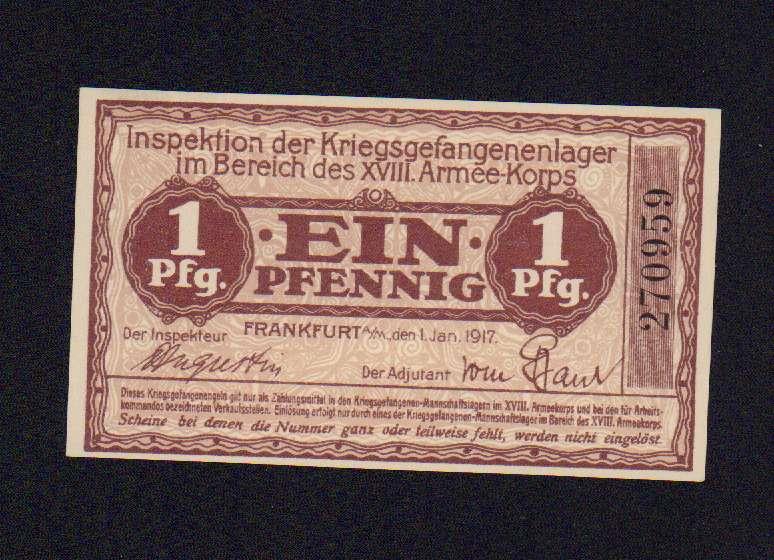 Inspektion der Kriegsgefangenenlager
im Bereich des XVIII. Armee-Korps
1 Pfg.
·EIN·
PFENNIG
1 Pfg.
270959
FRANKFURT A/M., den 1. Jan. 1917.
Der Inspekteur
Der Adjutant
Dieses Kriegsgefangenengeld gilt nur als Zahlungsmittel in den Kriegsgefangenen-Mannschaftslagern im XVIII. Armeekorps und bei den für Arbeits-
kommandos bezeichneten Verkaufsstellen. Einlösung erfolgt nur durch eines der Kriegsgefangenen-Mannschaftslager im Bereich des XVIII. Armeekorps.
Scheine bei denen die Nummer ganz oder teilweise fehlt, werden nicht eingelöst.